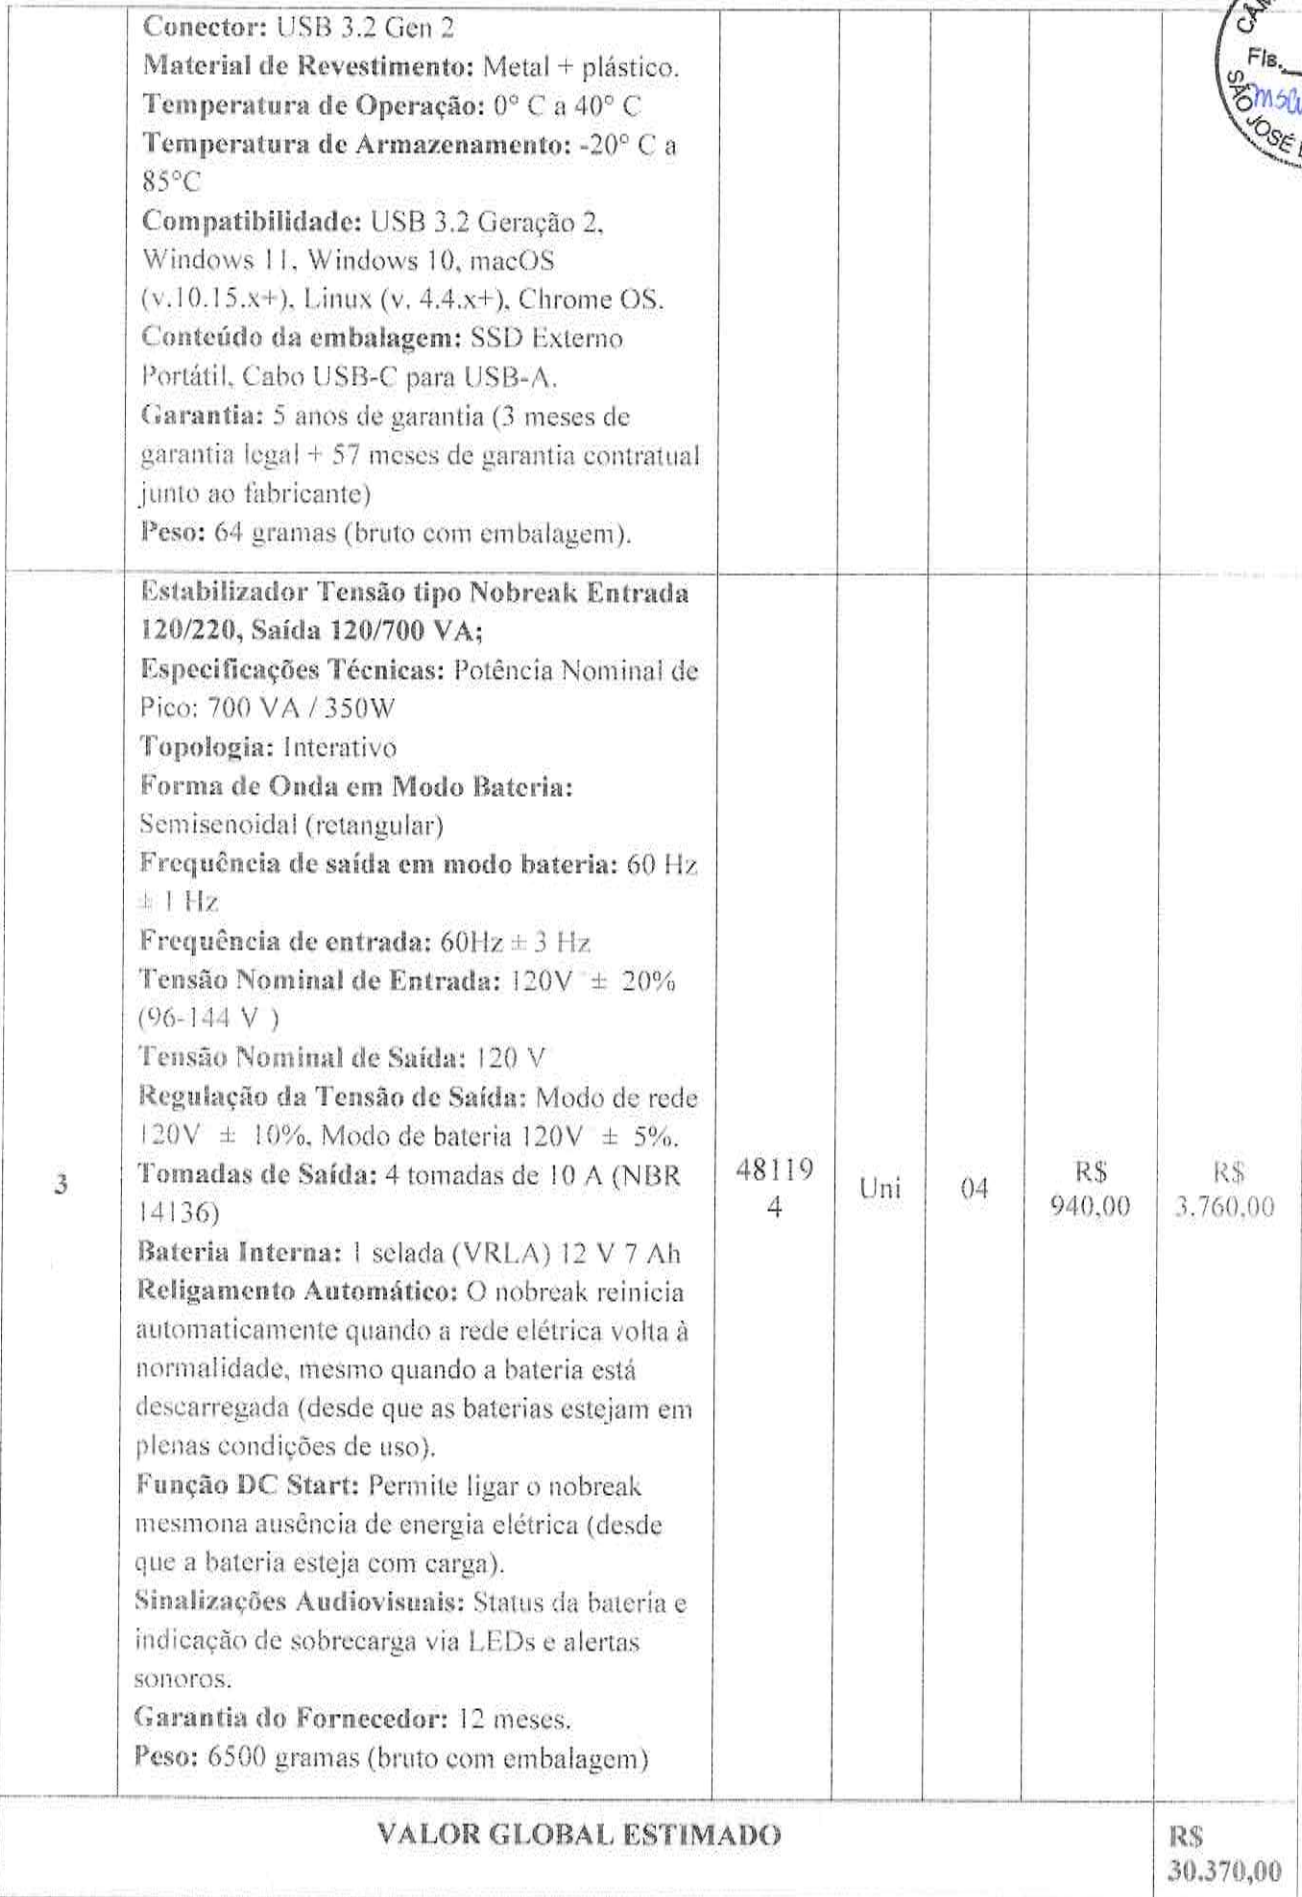 Conector: USB 3.2 Gen 2
Material de Revestimento: Metal + plástico.
Temperatura de Operação: 0° C a 40° C
Temperatura de Armazenamento: -20° C a
85°C
Compatibilidade: USB 3.2 Geração 2,
Windows 11, Windows 10, macOS
(v.10.15.x+), Linux (v. 4.4.x+), Chrome OS.
Conteúdo da embalagem: SSD Externo
Portátil, Cabo USB-C para USB-A.
Garantia: 5 anos de garantia (3 meses de
garantia legal + 57 meses de garantia contratual
junto ao fabricante)
Peso: 64 gramas (bruto com embalagem).
Fls.
SÃO JOSÉ
Estabilizador Tensão tipo Nobreak Entrada
120/220, Saída 120/700 VA;
Especificações Técnicas: Potência Nominal de
Pico: 700 VA / 350W
Topologia: Interativo
Forma de Onda em Modo Bateria:
Semisenoidal (retangular)
Frequência de saída em modo bateria: 60 Hz
± 1 Hz
Frequência de entrada: 60Hz ± 3 Hz
Tensão Nominal de Entrada: 120V ± 20%
(96-144 V )
Tensão Nominal de Saída: 120 V
Regulação da Tensão de Saída: Modo de rede
120V ± 10%, Modo de bateria 120V ± 5%.
Tomadas de Saída: 4 tomadas de 10 A (NBR
14136)
Bateria Interna: 1 selada (VRLA) 12 V 7 Ah
Religamento Automático: O nobreak reinicia
automaticamente quando a rede elétrica volta à
normalidade, mesmo quando a bateria está
descarregada (desde que as baterias estejam em
plenas condições de uso).
Função DC Start: Permite ligar o nobreak
mesmona ausência de energia elétrica (desde
que a bateria esteja com carga).
Sinalizações Audiovisuais: Status da bateria e
indicação de sobrecarga via LEDs e alertas
sonoros.
Garantia do Fornecedor: 12 meses.
Peso: 6500 gramas (bruto com embalagem)
3
48119
4
Uni
04
R$
940,00
R$
3.760,00
VALOR GLOBAL ESTIMADO
R$
30.370,00